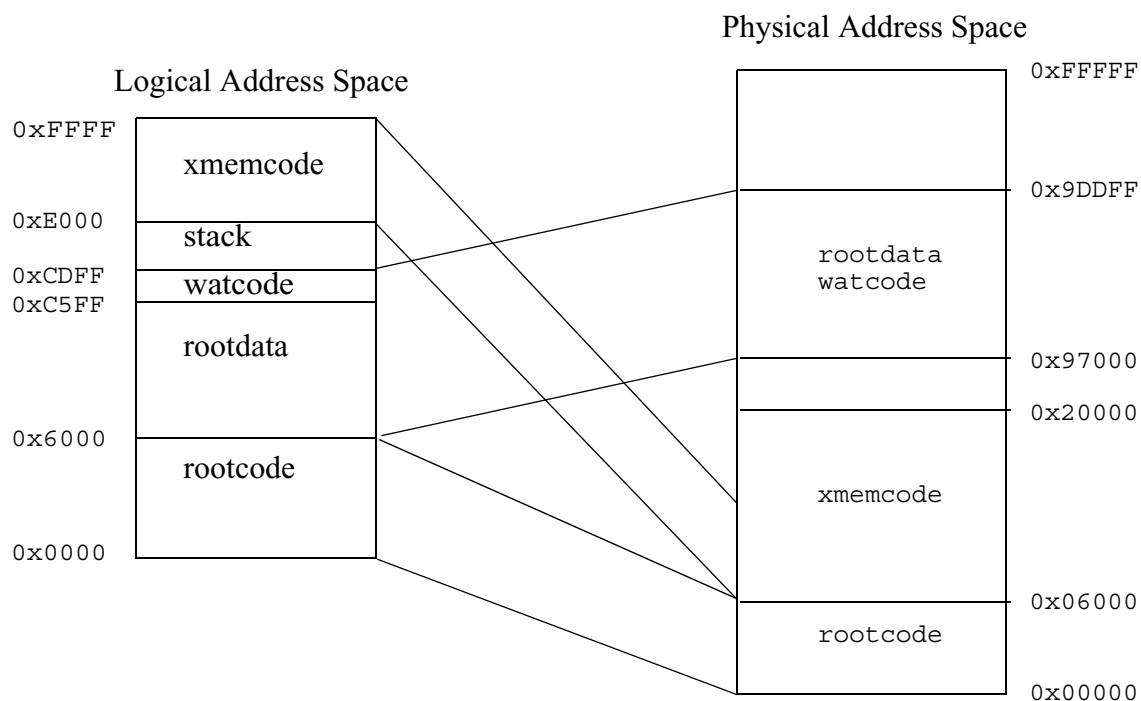 Physical Address Space
0xFFFFF
Logical Address Space
0xFFFF
xmemcode
0x9DDFF
0xE000
stack
rootdata
watcode
0xCDFF
watcode
0xC5FF
rootdata
0x97000
0x20000
0x6000
rootcode
xmemcode
0x0000
0x06000
rootcode
0x00000